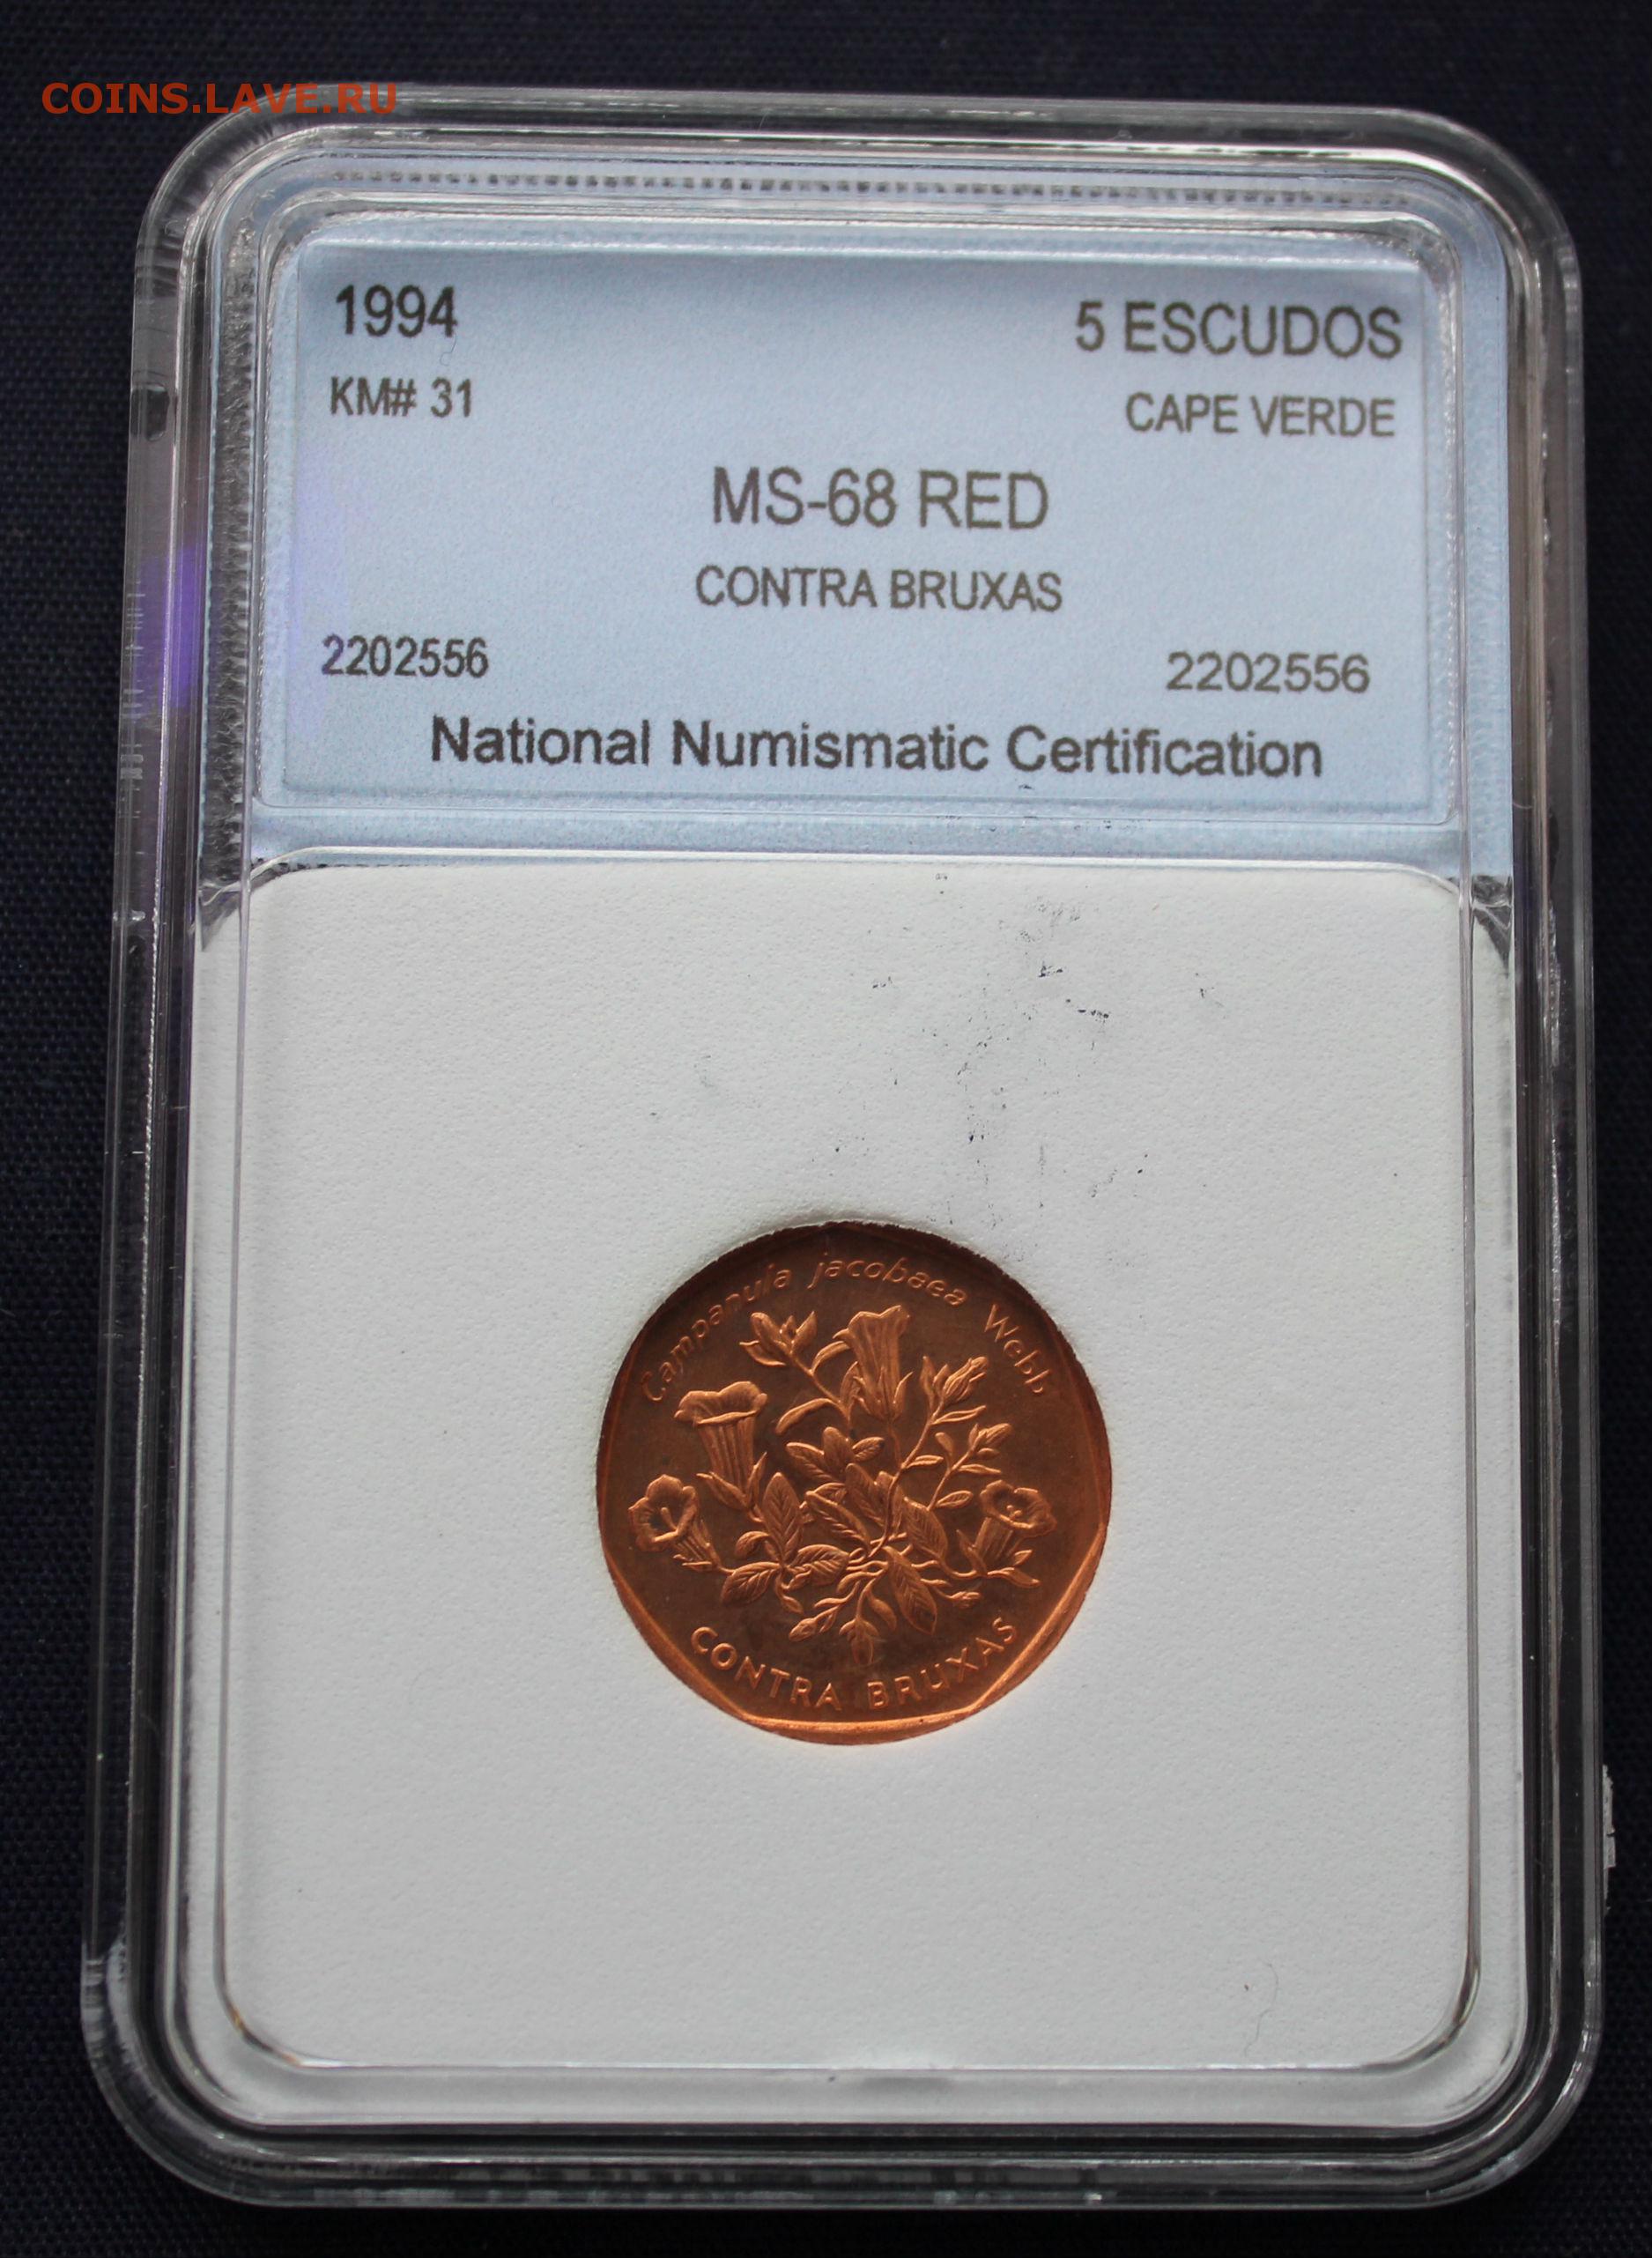 COINS.LAVE.RU
1994 5 ESCUDOS
KM# 31 CAPE VERDE
MS-68 RED
CONTRA BRUXAS
2202556 2202556
National Numismatic Certification
Campanula jacobaea Webb
CONTRA BRUXAS